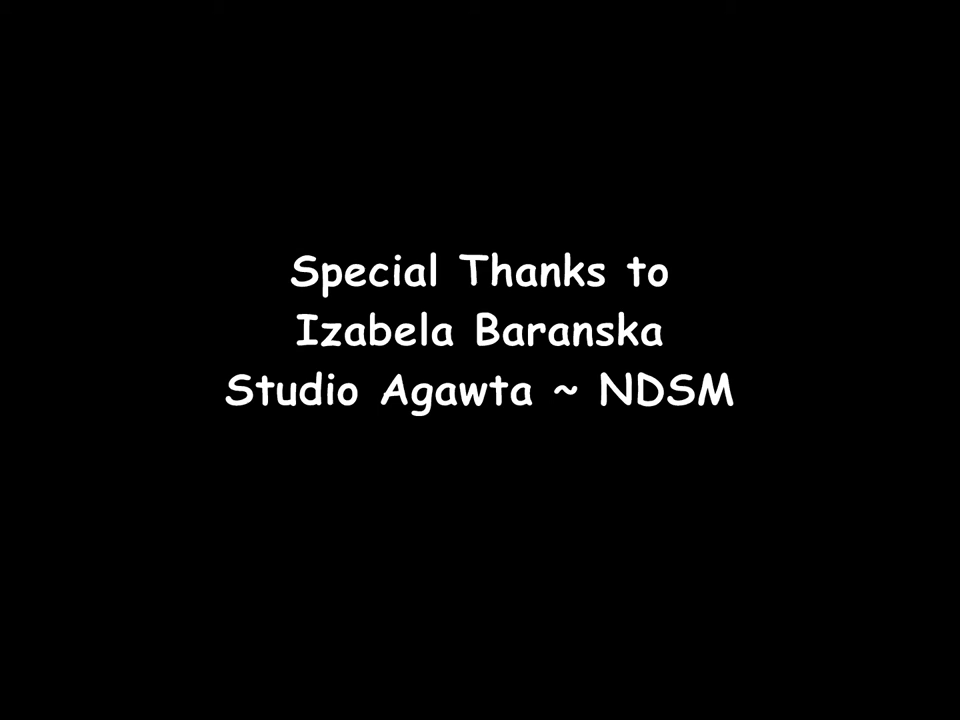 Special Thanks to
Izabela Baranska
Studio Agawta ~ NDSM